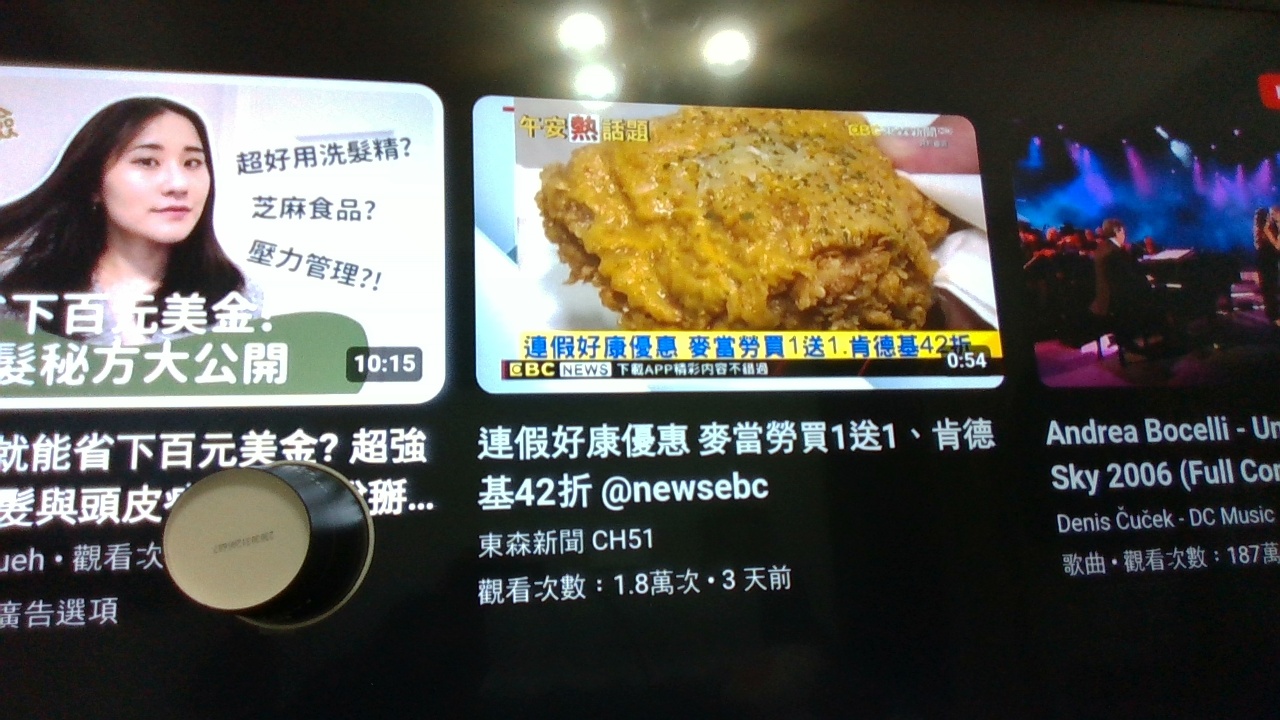 超好用洗髮精?
芝麻食品?
壓力管理?!
下百元美金?
髮秘方大公開
10:15
就能省下百元美金? 超強
髮與頭皮
掰...
ueh • 觀看次
廣告選項
午安熱話題
連假好康優惠 麥當勞買1送1.肯德基42折
0:54
EBC NEWS 下載APP精彩內容不錯過
連假好康優惠 麥當勞買1送1、肯德
基42折 @newsebc
東森新聞 CH51
觀看次數：1.8萬次 • 3 天前
Andrea Bocelli - Un
Sky 2006 (Full Con
Denis Čuček - DC Music
歌曲 • 觀看次數：187萬